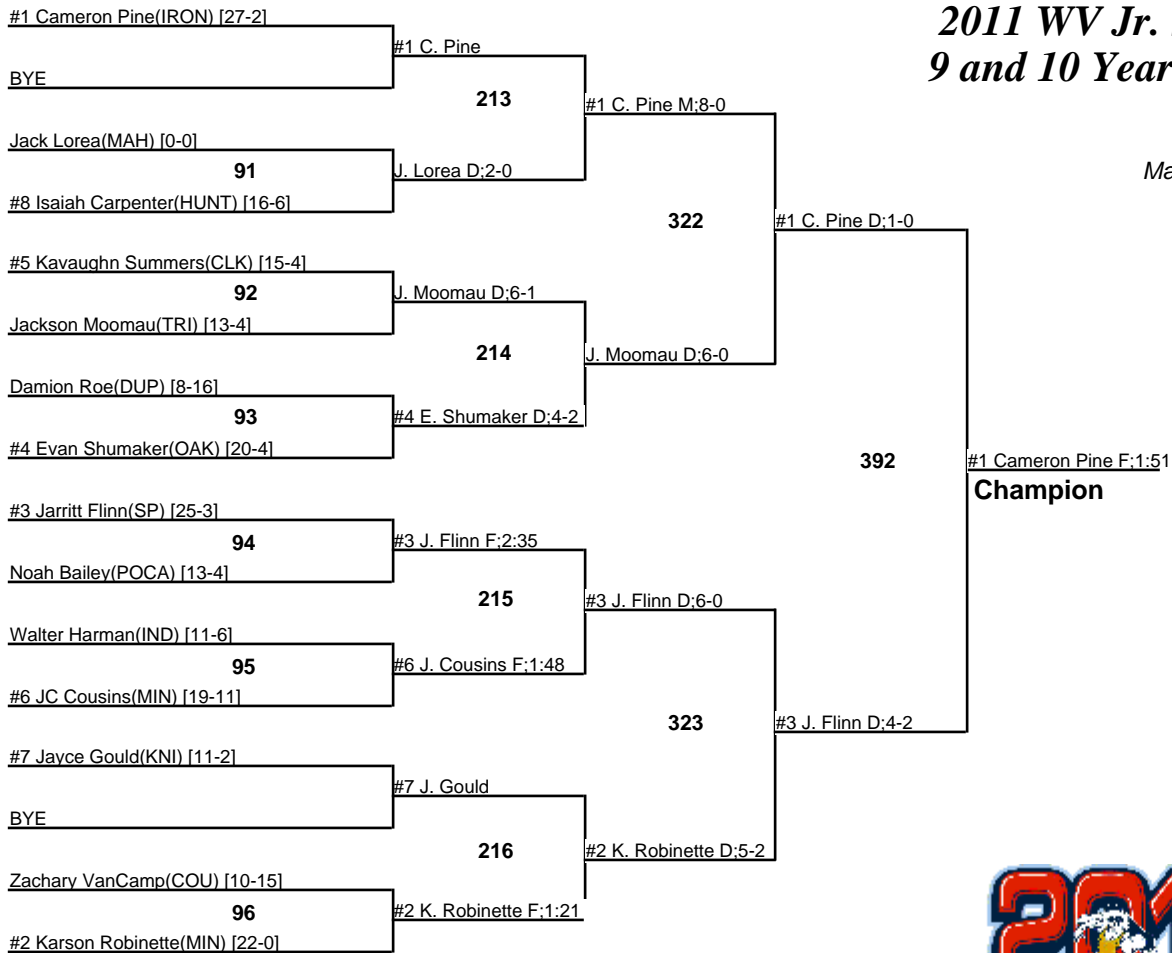 #1 Cameron Pine(IRON) [27-2]
2011 WV Jr.
#1 C. Pine
9 and 10 Year
BYE
213
#1 C. Pine M;8-0
Jack Lorea(MAH) [0-0]
91
J. Lorea D;2-0
Ma
#8 Isaiah Carpenter(HUNT) [16-6]
322
#1 C. Pine D;1-0
#5 Kavaughn Summers(CLK) [15-4]
92
J. Moomau D;6-1
Jackson Moomau(TRI) [13-4]
214
J. Moomau D;6-0
Damion Roe(DUP) [8-16]
93
#4 E. Shumaker D;4-2
#4 Evan Shumaker(OAK) [20-4]
392
#1 Cameron Pine F;1:51
Champion
#3 Jarritt Flinn(SP) [25-3]
94
#3 J. Flinn F;2:35
Noah Bailey(POCA) [13-4]
215
#3 J. Flinn D;6-0
Walter Harman(IND) [11-6]
95
#6 J. Cousins F;1:48
#6 JC Cousins(MIN) [19-11]
323
#3 J. Flinn D;4-2
#7 Jayce Gould(KNI) [11-2]
#7 J. Gould
BYE
216
#2 K. Robinette D;5-2
Zachary VanCamp(COU) [10-15]
96
#2 K. Robinette F;1:21
#2 Karson Robinette(MIN) [22-0]